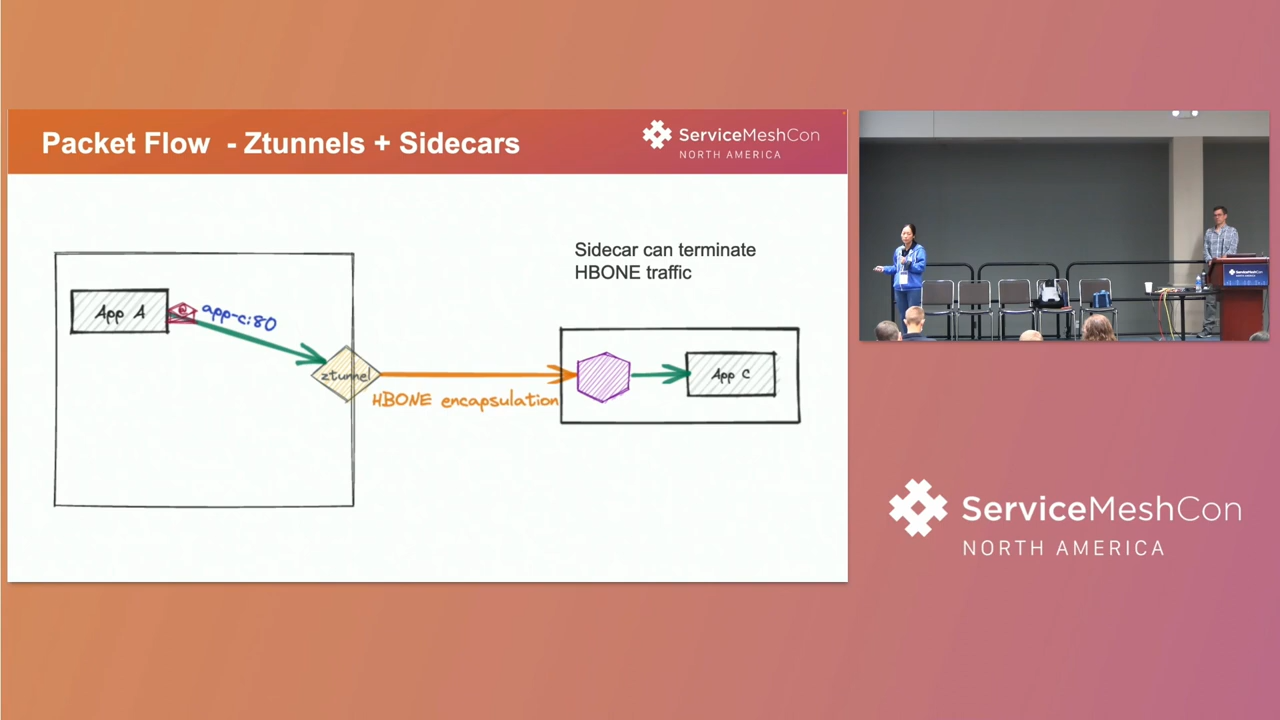 Packet Flow - Ztunnels + Sidecars
ServiceMeshCon
NORTH AMERICA
Sidecar can terminate
HBONE traffic
App A
app-c:80
ztunnel
HBONE encapsulation
App C
ServiceMeshCon
ServiceMeshCon
NORTH AMERICA